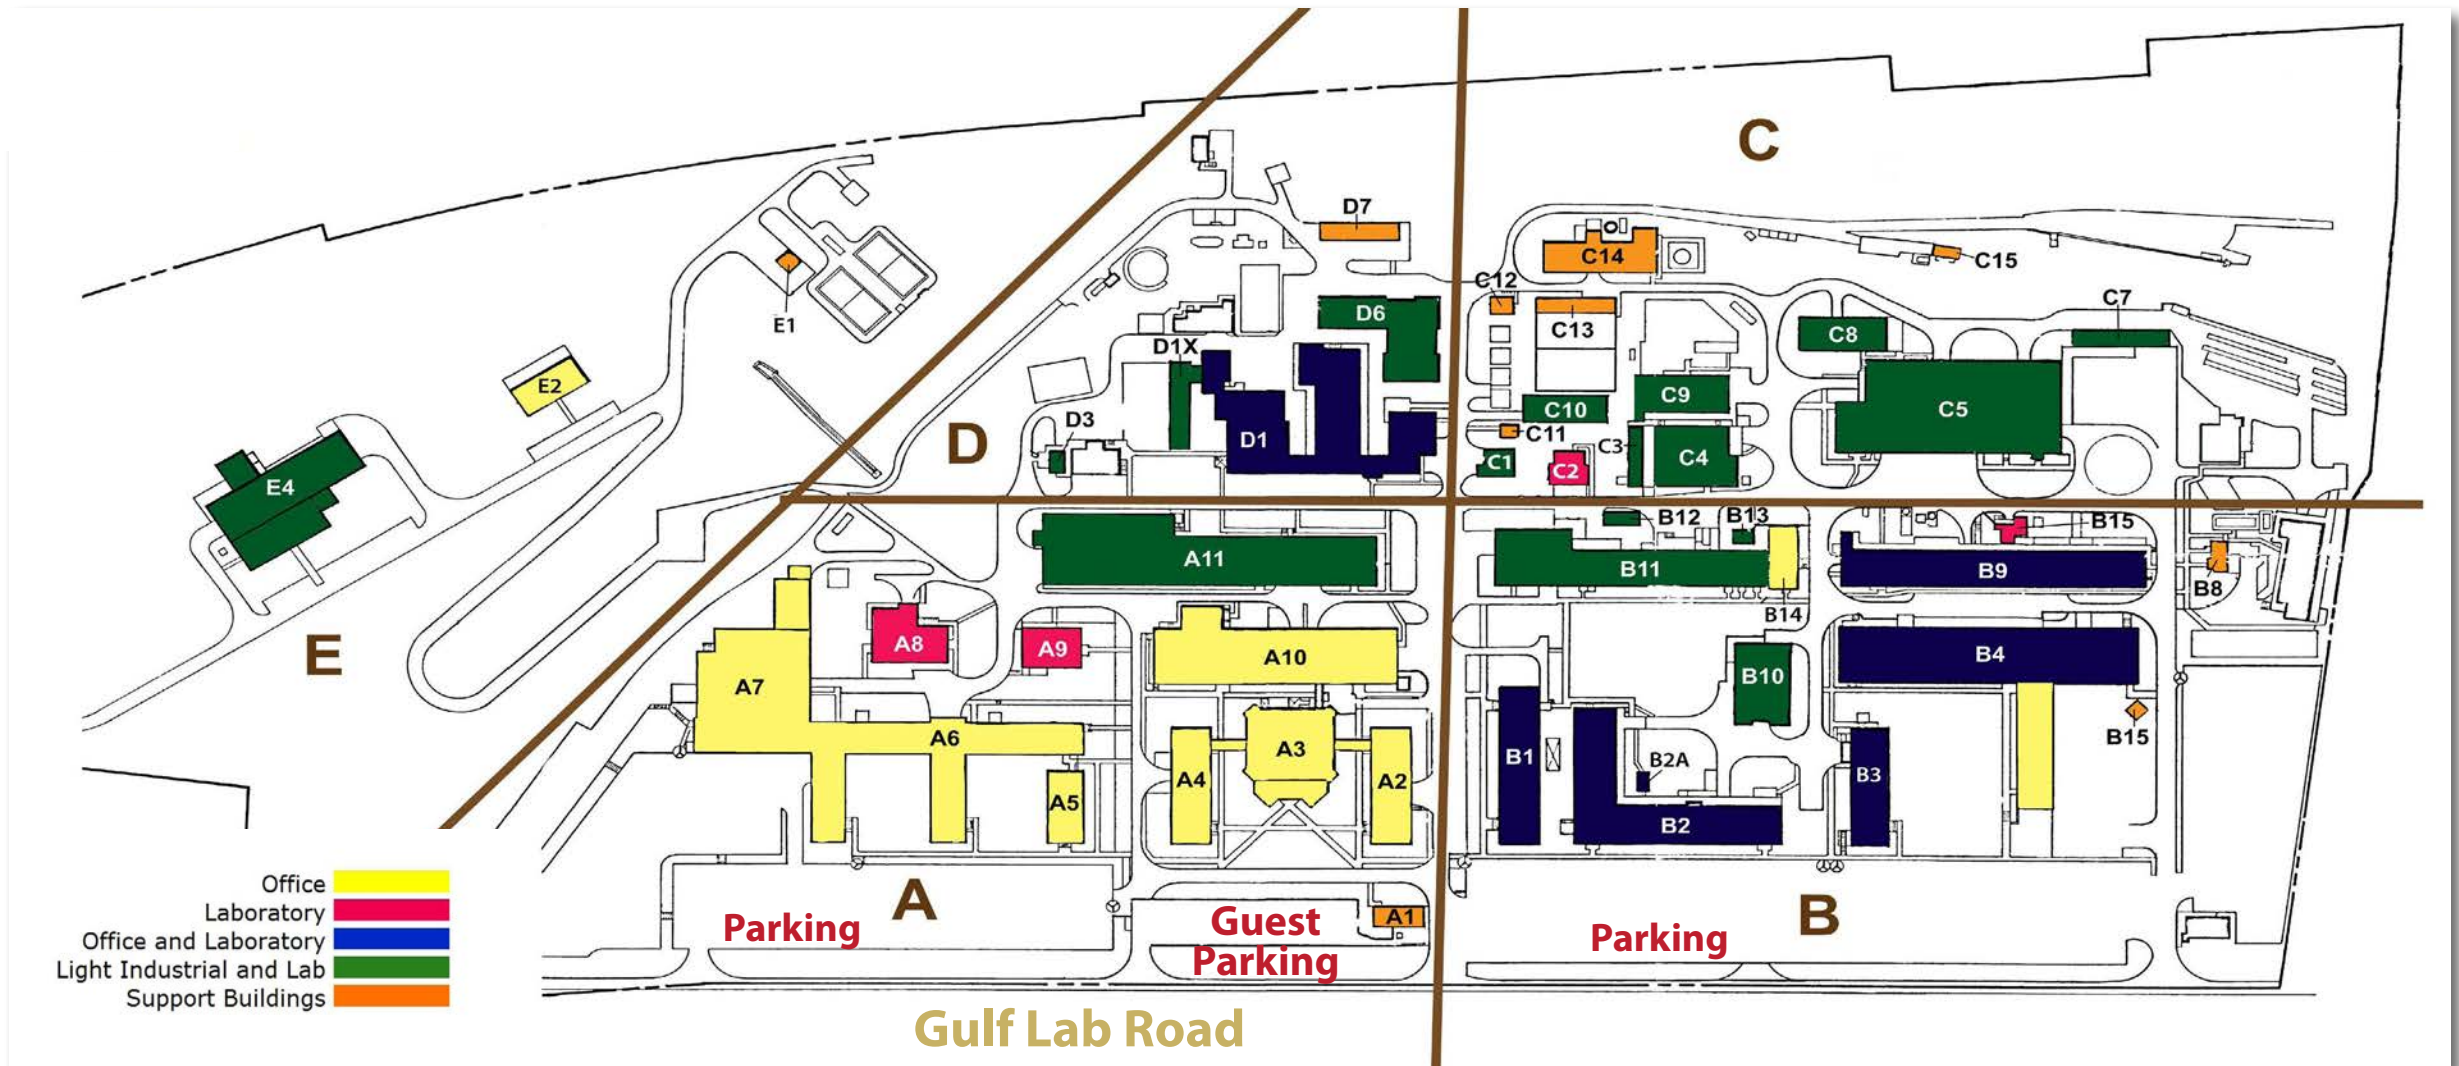 C
D7
C14
C15
C12
E1
D6
C13
C7
C8
D1X
E2
C9
C10
C5
D3
D
D1
C11
C3
C4
C1
C2
E4
B12
B13
B15
A11
B11
B9
B8
B14
A8
A9
A10
B4
E
A7
B10
A6
A3
B15
B1
B2A
A4
A2
B3
A5
B2
Office
Laboratory
Office and Laboratory
Light Industrial and Lab
Support Buildings
A
Parking
Guest
Parking
A1
Parking
B
Gulf Lab Road